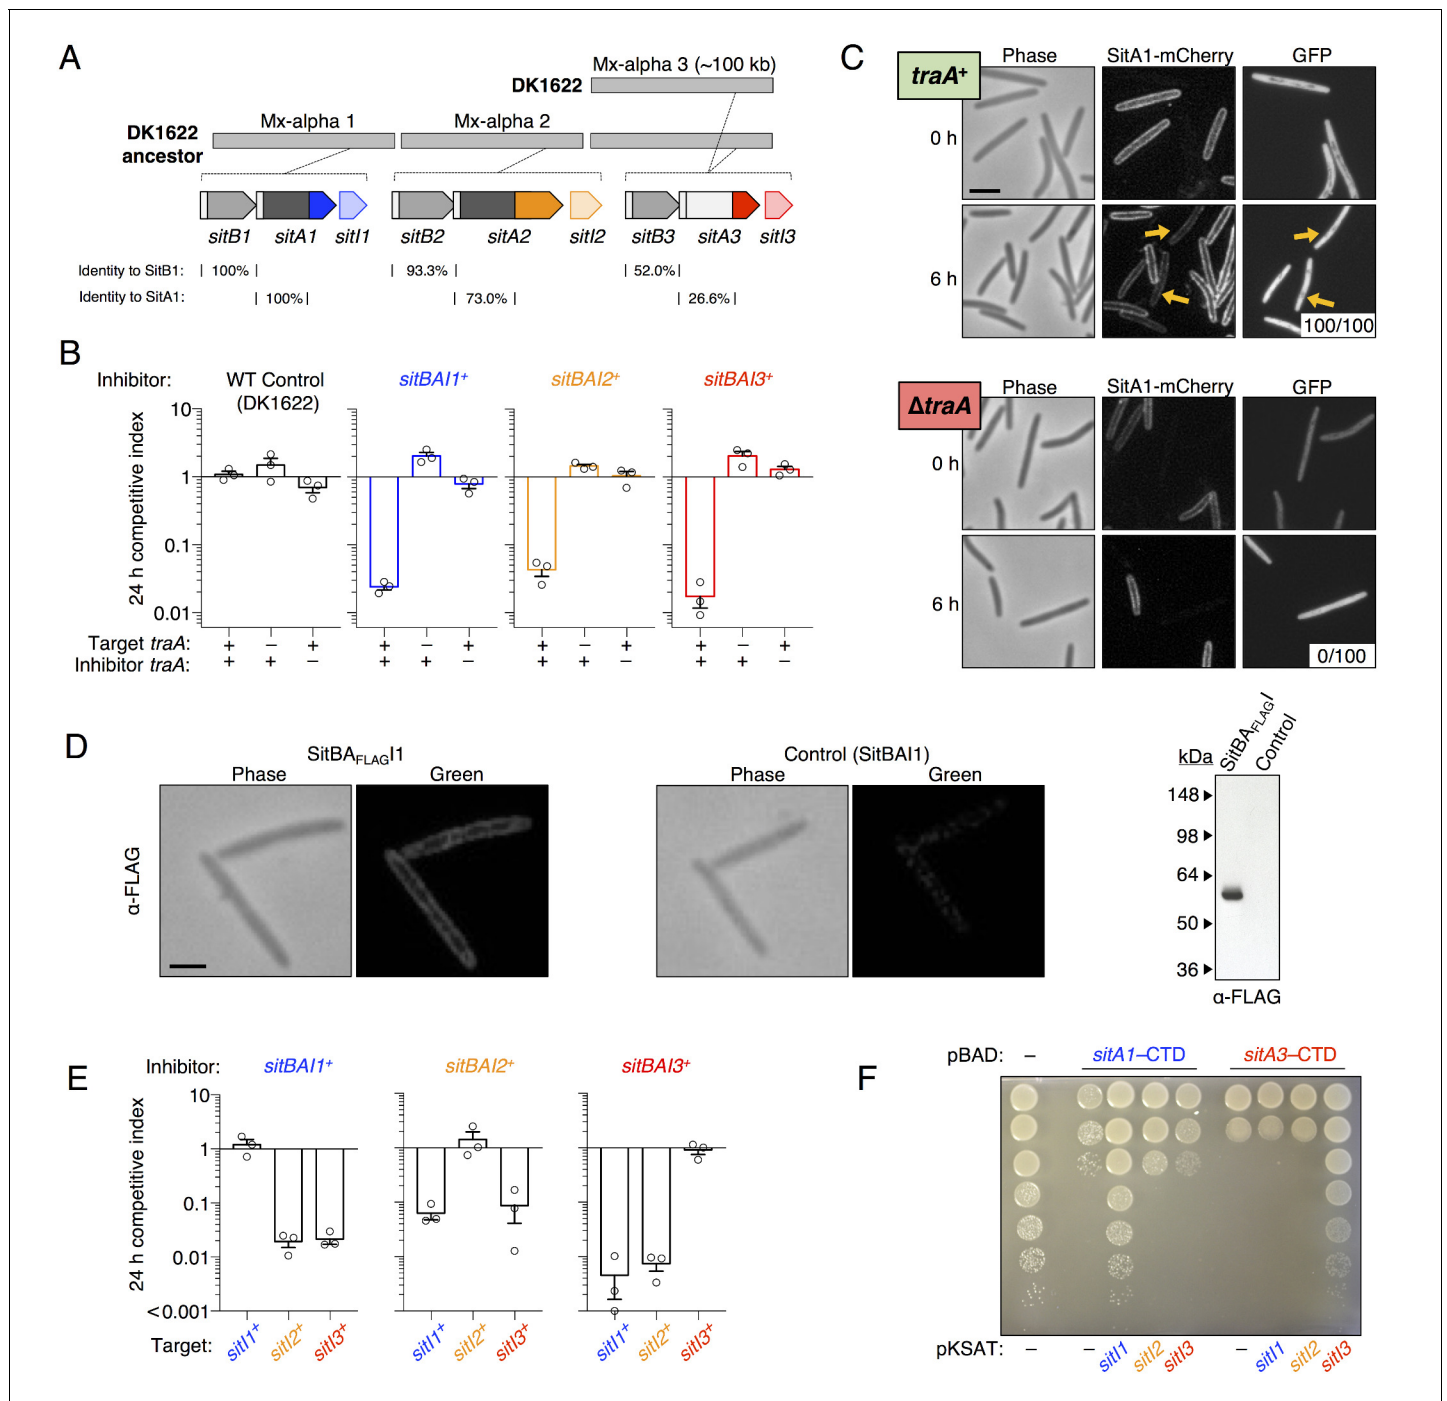 A
Mx-alpha 3 (~100 kb)
DK1622
Mx-alpha 1 Mx-alpha 2
DK1622
ancestor
sitB1 sitA1 sitI1 sitB2 sitA2 sitI2 sitB3 sitA3 sitI3
Identity to SitB1: 100% 93.3% 52.0%
Identity to SitA1: 100% 73.0% 26.6%
B
Inhibitor: WT Control (DK1622) sitBAI1+ sitBAI2+ sitBAI3+
24 h competitive index
10
1
0.1
0.01
Target traA: + − + + − + + − + + − +
Inhibitor traA: + + − + + − + + − + + −
C
traA+
Phase SitA1-mCherry GFP
0 h
6 h
100/100
ΔtraA
Phase SitA1-mCherry GFP
0 h
6 h
0/100
D
SitBAFLAGI1
Phase Green
Control (SitBAI1)
Phase Green
α-FLAG
kDa SitBAFLAGI Control
148
98
64
50
36
α-FLAG
E
Inhibitor: sitBAI1+ sitBAI2+ sitBAI3+
24 h competitive index
10
1
0.1
0.01
<0.001
Target: sitI1+ sitI2+ sitI3+ sitI1+ sitI2+ sitI3+ sitI1+ sitI2+ sitI3+
F
pBAD: – sitA1–CTD sitA3–CTD
pKSAT: – – sitI1 sitI2 sitI3 – sitI1 sitI2 sitI3